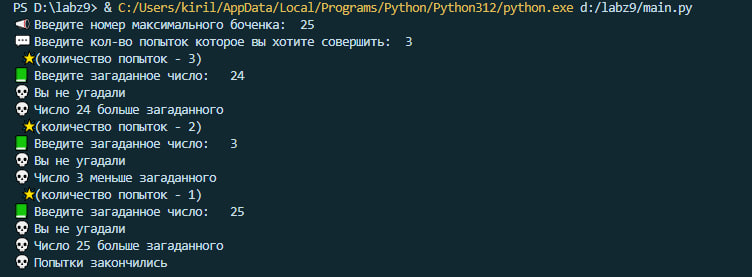 PS D:\labz9> & C:/Users/kiril/AppData/Local/Programs/Python/Python312/python.exe d:/labz9/main.py
📢 Введите номер максимального боченка:  25
💬 Введите кол-во попыток которое вы хотите совершить:  3
⭐(количество попыток - 3)
📗 Введите загаданное число:   24
💀 Вы не угадали
💀 Число 24 больше загаданного
⭐(количество попыток - 2)
📗 Введите загаданное число:   3
💀 Вы не угадали
💀 Число 3 меньше загаданного
⭐(количество попыток - 1)
📗 Введите загаданное число:   25
💀 Вы не угадали
💀 Число 25 больше загаданного
💀 Попытки закончились